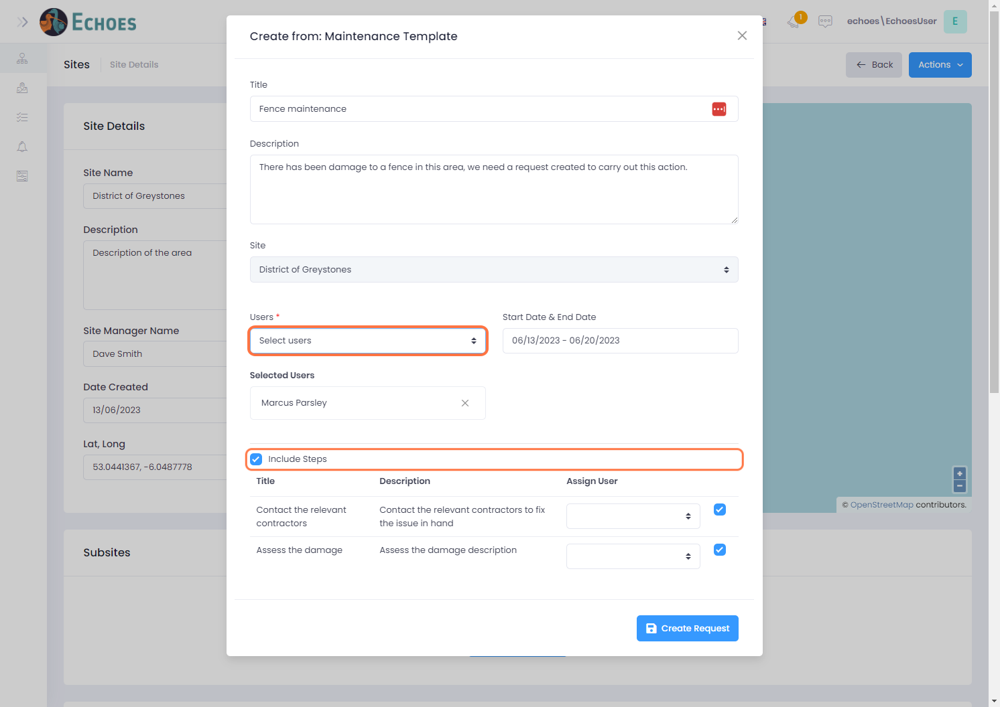 ECHOES
1
echoes\EchoesUser
E
Sites
Site Details
Back
Actions
Create from: Maintenance Template
Title
Fence maintenance
Description
There has been damage to a fence in this area, we need a request created to carry out this action.
Site
District of Greystones
Users *
Select users
Start Date & End Date
06/13/2023 - 06/20/2023
Selected Users
Marcus Parsley
Include Steps
Title
Description
Assign User
Contact the relevant
contractors
Contact the relevant contractors to fix
the issue in hand
Assess the damage
Assess the damage description
Create Request
Site Details
Site Name
District of Greystones
Description
Description of the area
Site Manager Name
Dave Smith
Date Created
13/06/2023
Lat, Long
53.0441367, -6.0487778
+
−
© OpenStreetMap contributors.
Subsites